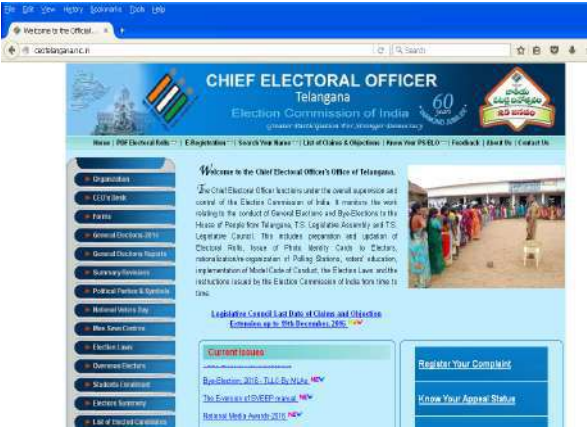 File Edit View History Bookmarks Tools Help
Welcome to the Official ...
ceotelangana.nic.in
Search
CHIEF ELECTORAL OFFICER
Telangana
Election Commission of India
Greater Participation For Stronger Democracy
60
years
DIAMOND JUBILEE
జాతీయ
25 జనవరి
Home | PDF Electoral Rolls | E-Registration | Search Your Name | List of Claims & Objections | Know Your PS/BLO | Feedback | About Us | Contact Us
Organization
CEO's Desk
Forms
General Elections-2014
General Elections Reports
Summary Revisions
Political Parties & Symbols
National Voters Day
Mee Seva Centres
Election Laws
Overseas Electors
Students Enrolment
Electors Summary
List of Elected Candidates
Welcome to the Chief Electoral Officer's Office of Telangana.
The Chief Electoral Officer functions under the overall supervision and
control of the Election Commission of India. It monitors the work
relating to the conduct of General Elections and Bye-Elections to the
House of People from Telangana, T.S. Legislative Assembly and T.S.
Legislative Council. This includes preparation and updation of
Electoral Rolls, Issue of Photo Identity Cards to Electors,
rationalization/re-organization of Polling Stations, voters' education,
implementation of Model Code of Conduct, the Election Laws and the
instructions issued by the Election Commission of India from time to
time.
Legislative Council Last Date of Claims and Objection
Extension up to 19th December, 2016 NEW
Current Issues
Bye-Election, 2016 - TLLC-By MLAs NEW
The E-version of SVEEP manual NEW
National Media Awards-2016 NEW
Register Your Complaint
Know Your Appeal Status